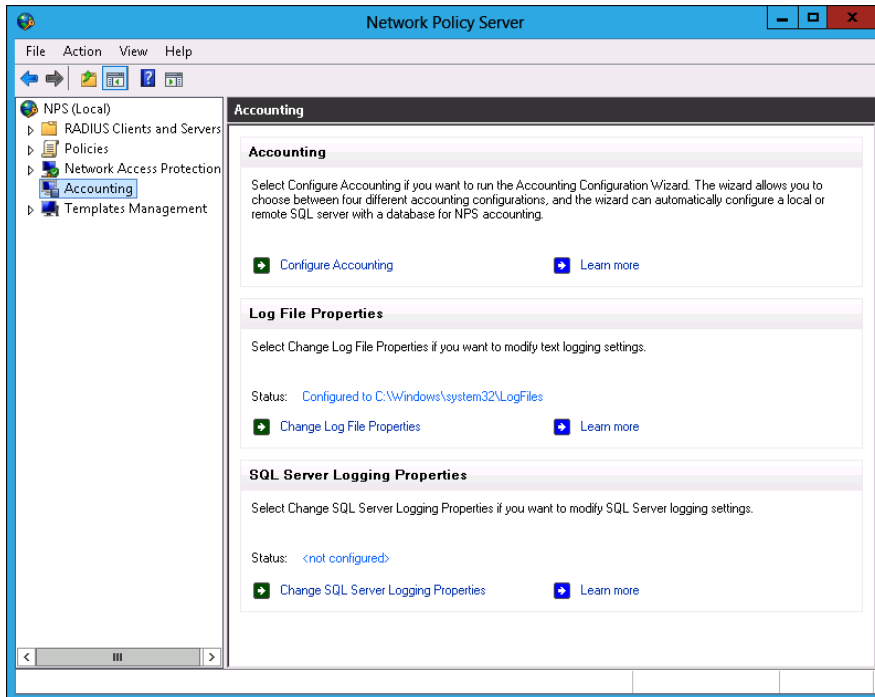 Network Policy Server
File Action View Help
NPS (Local)
RADIUS Clients and Servers
Policies
Network Access Protection
Accounting
Templates Management
Accounting
Accounting
Select Configure Accounting if you want to run the Accounting Configuration Wizard. The wizard allows you to
choose between four different accounting configurations, and the wizard can automatically configure a local or
remote SQL server with a database for NPS accounting.
Configure Accounting Learn more
Log File Properties
Select Change Log File Properties if you want to modify text logging settings.
Status: Configured to C:\Windows\system32\LogFiles
Change Log File Properties Learn more
SQL Server Logging Properties
Select Change SQL Server Logging Properties if you want to modify SQL Server logging settings.
Status: <not configured>
Change SQL Server Logging Properties Learn more